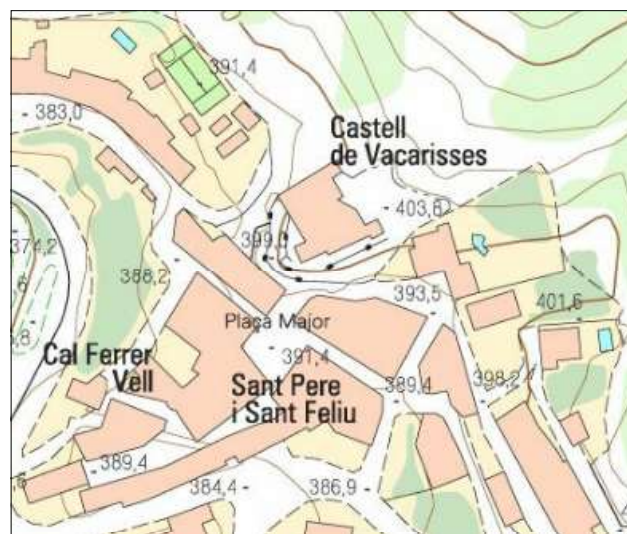 391,4
383,0
Castell
de Vacarisses
403,6
399,
374,2
388,2
393,5
401,6
Plaça Major
Cal Ferrer
Vell
391,4
Sant Pere
i Sant Feliu
389,4
398,2
389,4
384,4
386,9